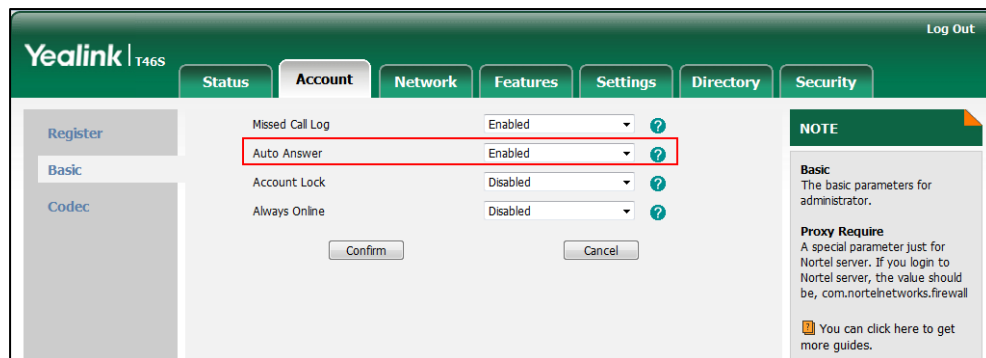 Log Out
Yealink T46S
Status Account Network Features Settings Directory Security
Register
Basic
Codec
Missed Call Log Enabled
Auto Answer Enabled
Account Lock Disabled
Always Online Disabled
Confirm Cancel
NOTE
Basic
The basic parameters for
administrator.
Proxy Require
A special parameter just for
Nortel server. If you login to
Nortel server, the value should
be, com.nortelnetworks.firewall
You can click here to get
more guides.